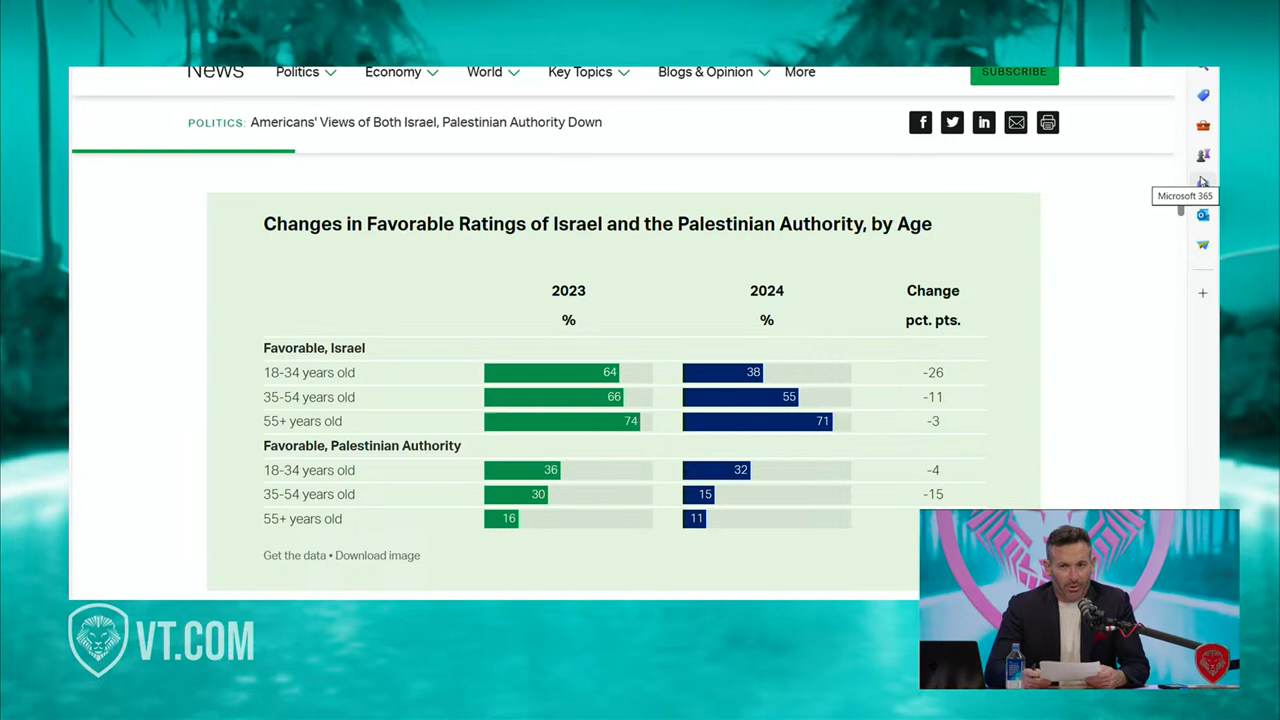 News Politics Economy World Key Topics Blogs & Opinion More SUBSCRIBE
POLITICS: Americans' Views of Both Israel, Palestinian Authority Down
Microsoft 365
Changes in Favorable Ratings of Israel and the Palestinian Authority, by Age
2023 2024 Change
% % pct. pts.
Favorable, Israel
18-34 years old 64 38 -26
35-54 years old 66 55 -11
55+ years old 74 71 -3
Favorable, Palestinian Authority
18-34 years old 36 32 -4
35-54 years old 30 15 -15
55+ years old 16 11
Get the data • Download image
VT.COM